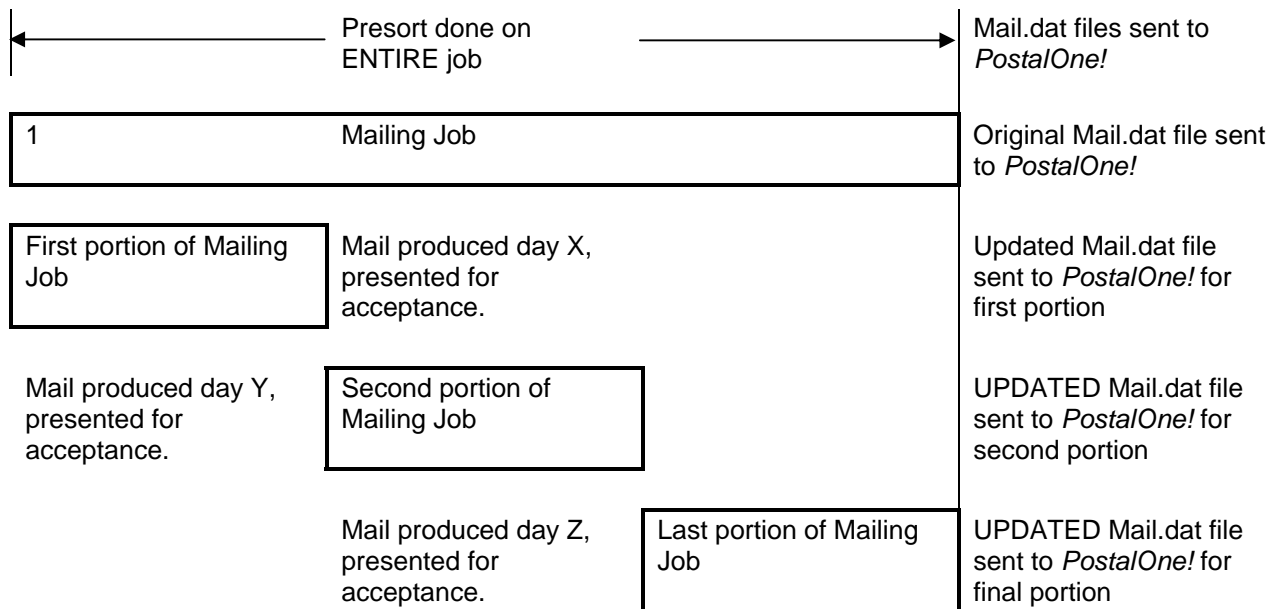 Presort done on
ENTIRE job
Mail.dat files sent to
PostalOne!
1
Mailing Job
Original Mail.dat file sent
to PostalOne!
First portion of Mailing
Job
Mail produced day X,
presented for
acceptance.
Updated Mail.dat file
sent to PostalOne! for
first portion
Mail produced day Y,
presented for
acceptance.
Second portion of
Mailing Job
UPDATED Mail.dat file
sent to PostalOne! for
second portion
Mail produced day Z,
presented for
acceptance.
Last portion of Mailing
Job
UPDATED Mail.dat file
sent to PostalOne! for
final portion